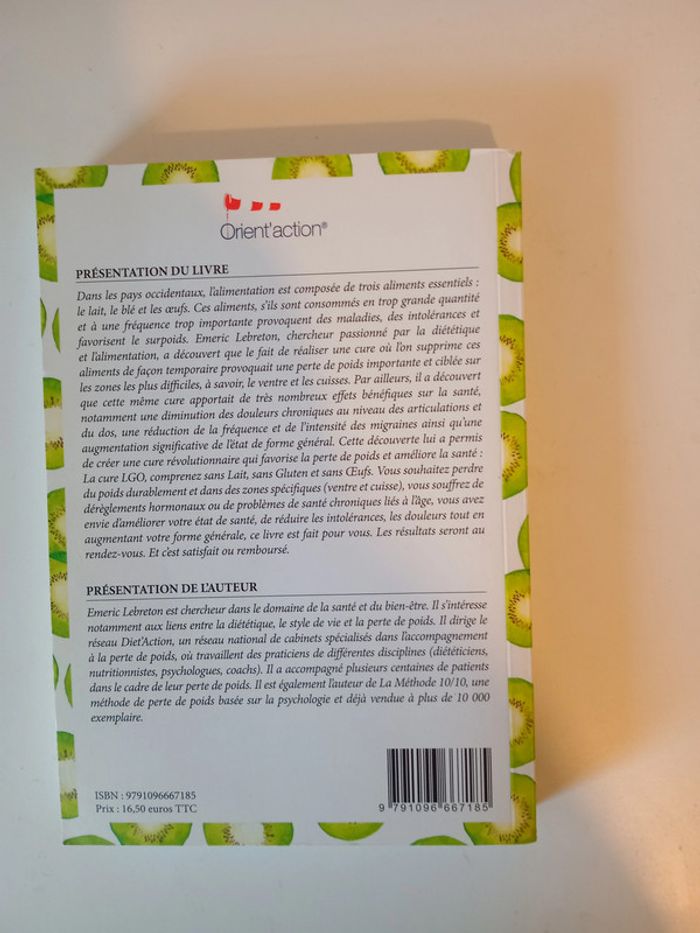 Orient'action®
PRÉSENTATION DU LIVRE
Dans les pays occidentaux, l'alimentation est composée de trois aliments essentiels :
le lait, le blé et les œufs. Ces aliments, s'ils sont consommés en trop grande quantité
et à une fréquence trop importante provoquent des maladies, des intolérances et
favorisent le surpoids. Emeric Lebreton, chercheur passionné par la diététique
et l'alimentation, a découvert que le fait de réaliser une cure où l'on supprime ces
aliments de façon temporaire provoquait une perte de poids importante et ciblée sur
les zones les plus difficiles, à savoir, le ventre et les cuisses. Par ailleurs, il a découvert
que cette même cure apportait de très nombreux effets bénéfiques sur la santé,
notamment une diminution des douleurs chroniques au niveau des articulations et
du dos, une réduction de la fréquence et de l'intensité des migraines ainsi qu'une
augmentation significative de l'état de forme général. Cette découverte lui a permis
de créer une cure révolutionnaire qui favorise la perte de poids et améliore la santé :
La cure LGO, comprenez sans Lait, sans Gluten et sans Œufs. Vous souhaitez perdre
du poids durablement et dans des zones spécifiques (ventre et cuisse), vous souffrez de
dérèglements hormonaux ou de problèmes de santé chroniques liés à l'âge, vous avez
envie d'améliorer votre état de santé, de réduire les intolérances, les douleurs tout en
augmentant votre forme générale, ce livre est fait pour vous. Les résultats seront au
rendez-vous. Et c'est satisfait ou remboursé.
PRÉSENTATION DE L'AUTEUR
Emeric Lebreton est chercheur dans le domaine de la santé et du bien-être. Il s'intéresse
notamment aux liens entre la diététique, le style de vie et la perte de poids. Il dirige le
réseau Diet'Action, un réseau national de cabinets spécialisés dans l'accompagnement
à la perte de poids, où travaillent des praticiens de différentes disciplines (diététiciens,
nutritionnistes, psychologues, coachs). Il a accompagné plusieurs centaines de patients
dans le cadre de leur perte de poids. Il est également l'auteur de La Méthode 10/10, une
méthode de perte de poids basée sur la psychologie et déjà vendue à plus de 10 000
exemplaire.
ISBN : 9791096667185
Prix : 16,50 euros TTC
9 791096 667185